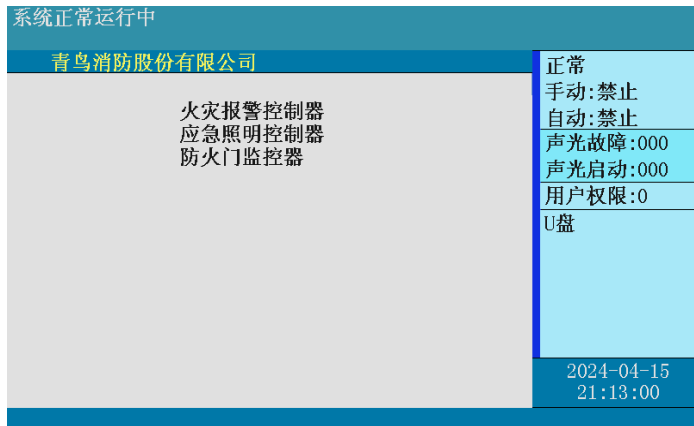 系统正常运行中
青鸟消防股份有限公司
火灾报警控制器
应急照明控制器
防火门监控器
正常
手动:禁止
自动:禁止
声光故障:000
声光启动:000
用户权限:0
U盘
2024-04-15
21:13:00